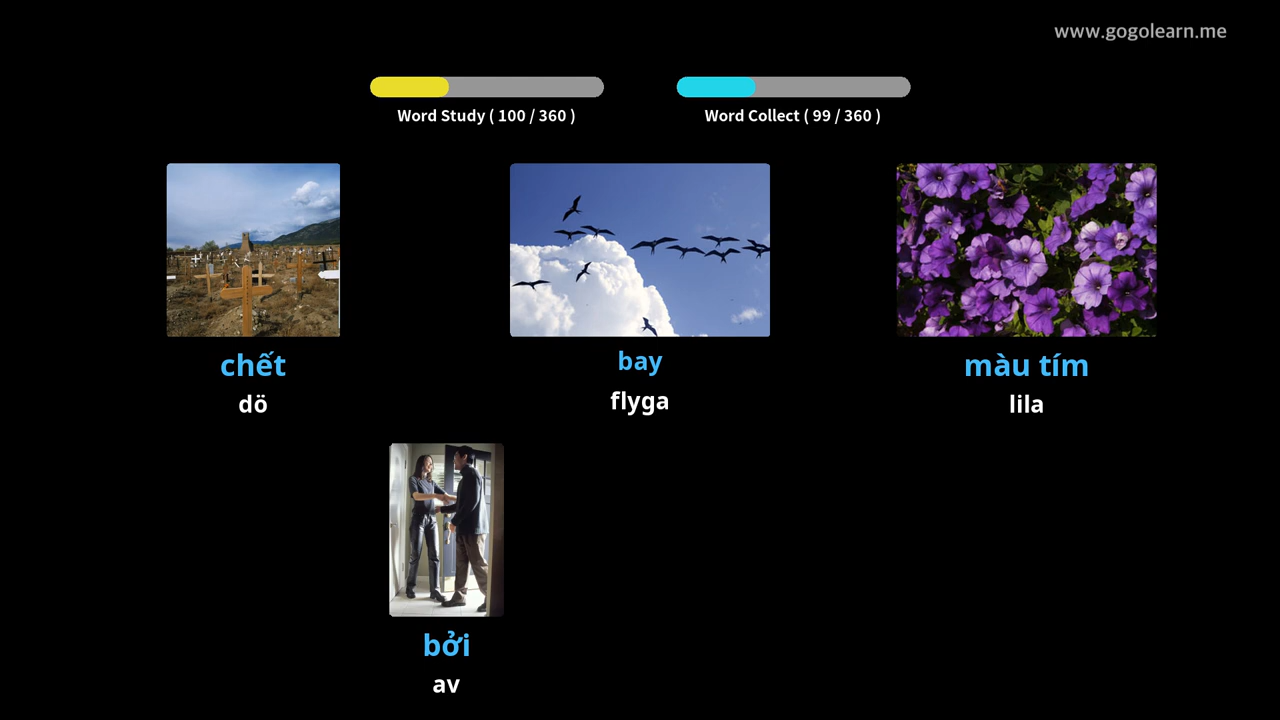 www.gogolearn.me
Word Study ( 100 / 360 )
Word Collect ( 99 / 360 )
chết
dö
bay
flyga
màu tím
lila
bởi
av